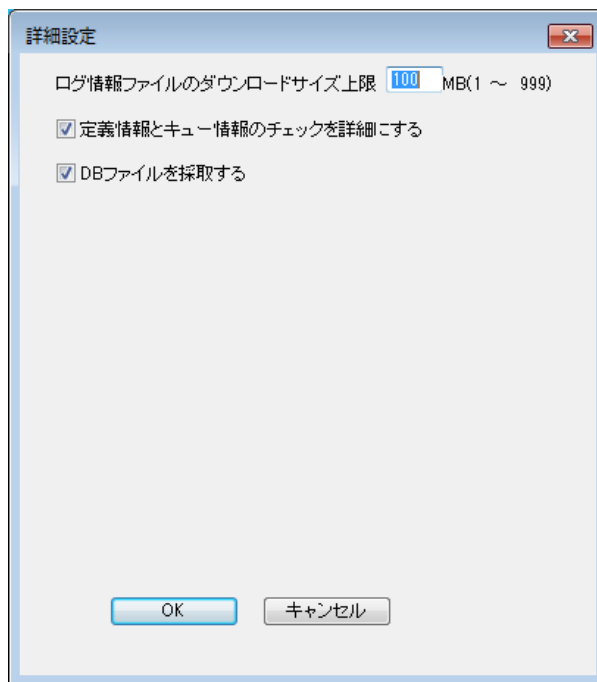 詳細設定
ログ情報ファイルのダウンロードサイズ上限 100 MB(1 ～ 999)
定義情報とキュー情報のチェックを詳細にする
DBファイルを採取する
OK キャンセル